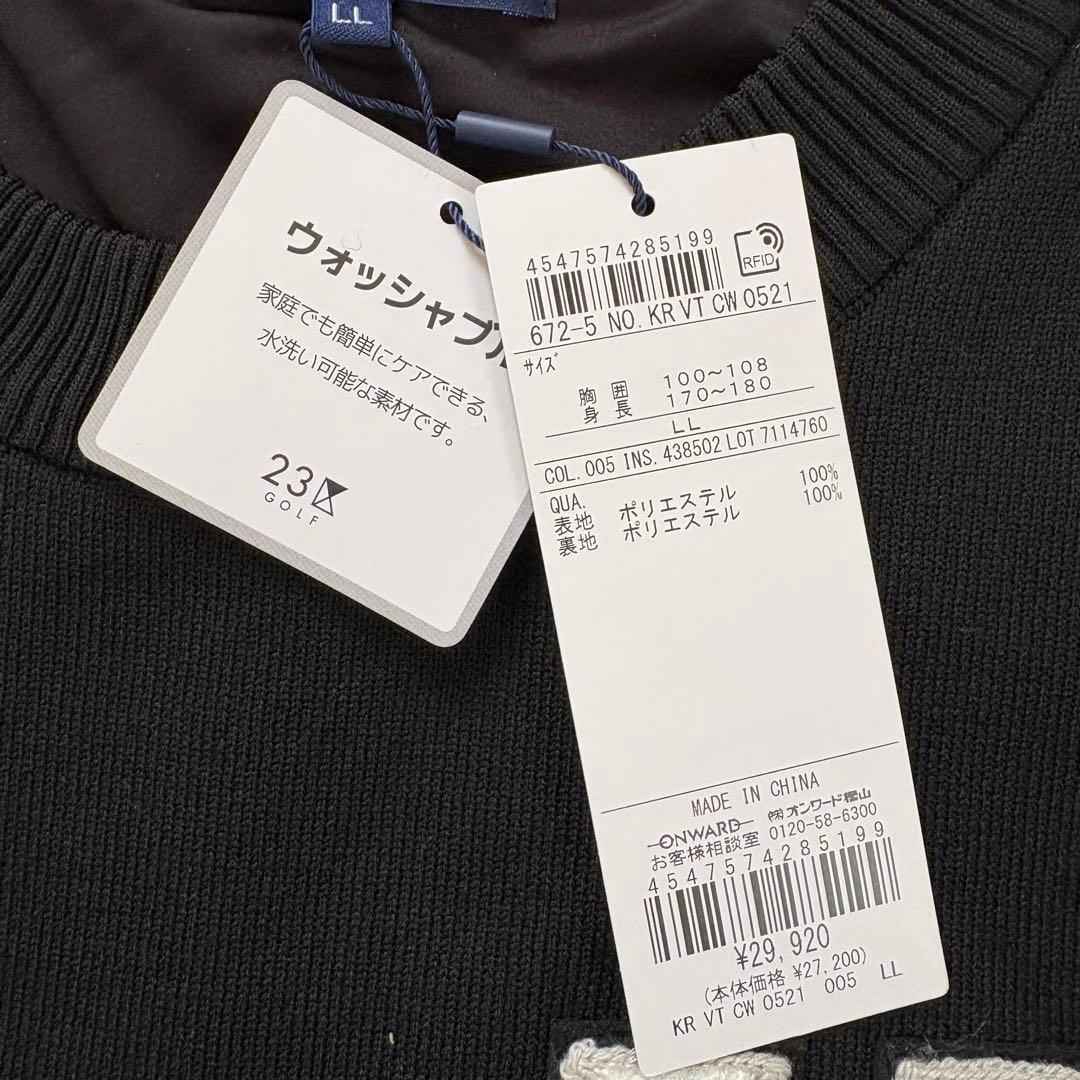 LL
ウォッシャブル
家庭でも簡単にケアできる、
水洗い可能な素材です。
23
GOLF
4547574285199
RFID
672-5 NO. KR VT CW 0521
サイズ
胸囲 100~108
身長 170~180
LL
COL. 005 INS. 438502 LOT 7114760
QUA.
表地 ポリエステル 100%
裏地 ポリエステル 100%
MADE IN CHINA
ONWARD ㈱オンワード樫山
お客様相談室 0120-58-6300
4547574285199
¥29,920
(本体価格 ¥27,200)
KR VT CW 0521 005 LL